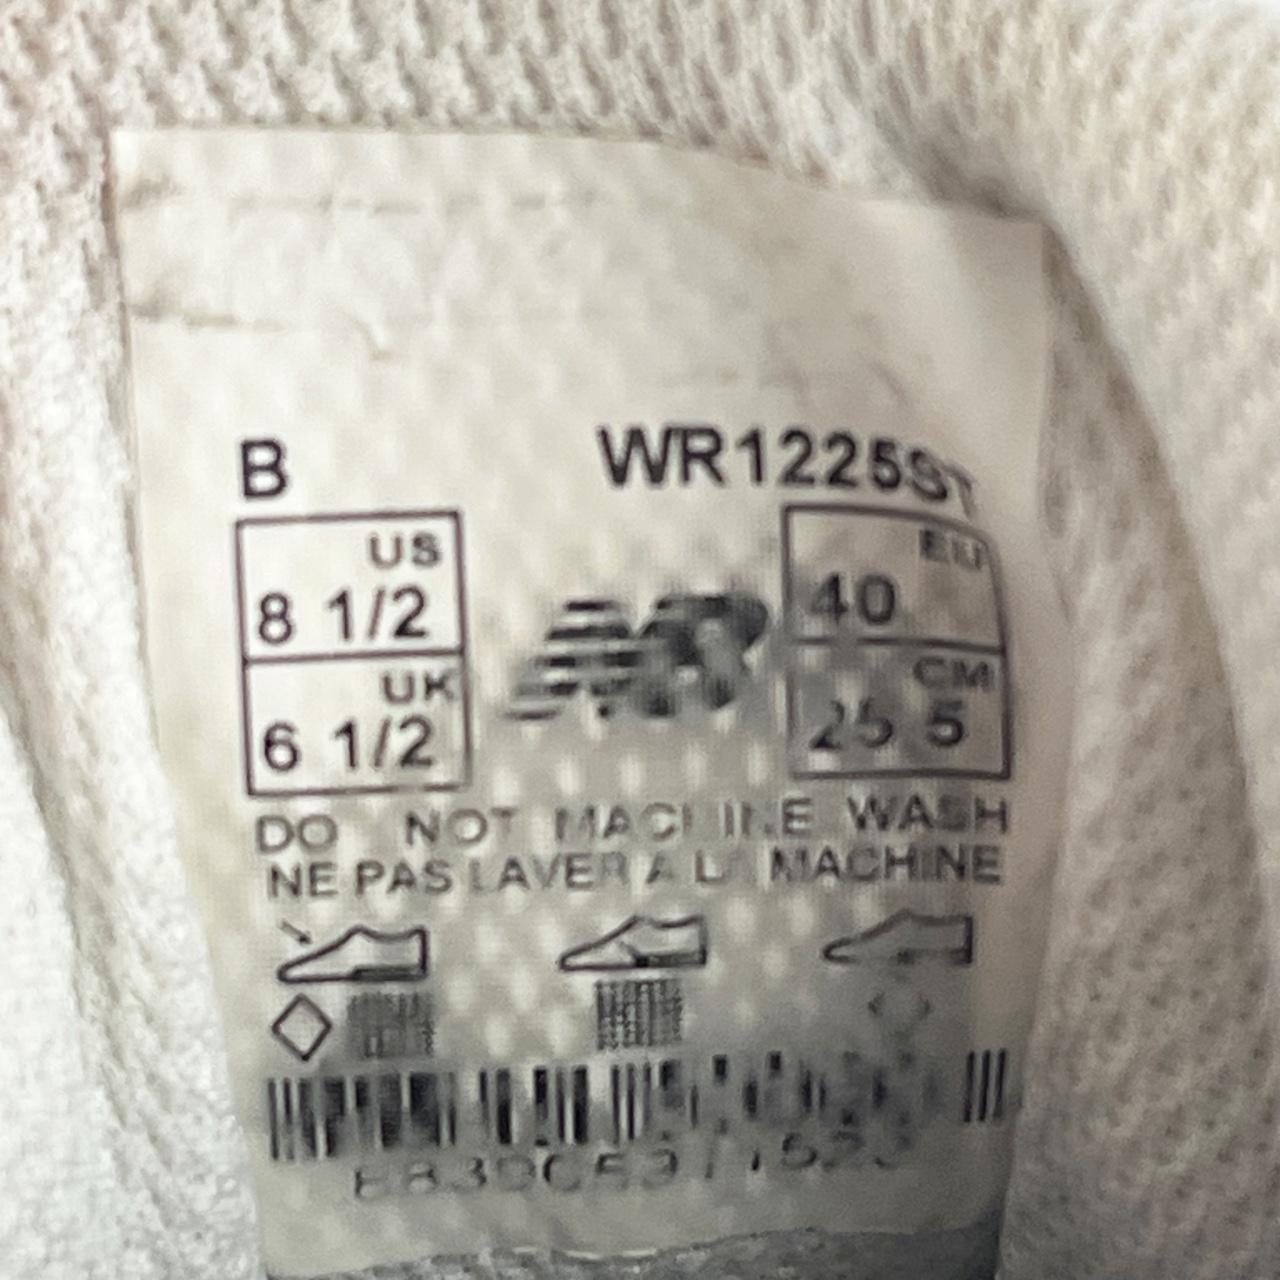 B WR1225ST
US EU
8 1/2 40
UK CM
6 1/2 25 5
DO NOT MACHINE WASH
NE PAS LAVER A LA MACHINE